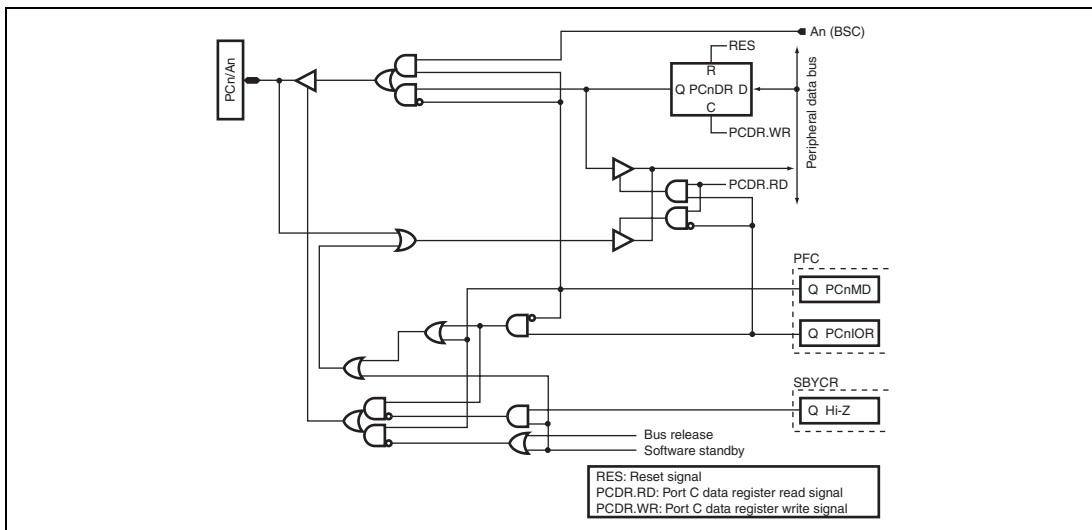 PCn/An
An (BSC)
RES
R
Q PCnDR D
C
PCDR.WR
Peripheral data bus
PCDR.RD
PFC
Q PCnMD
Q PCnIOR
SBYCR
Q Hi-Z
Bus release
Software standby
RES: Reset signal
PCDR.RD: Port C data register read signal
PCDR.WR: Port C data register write signal